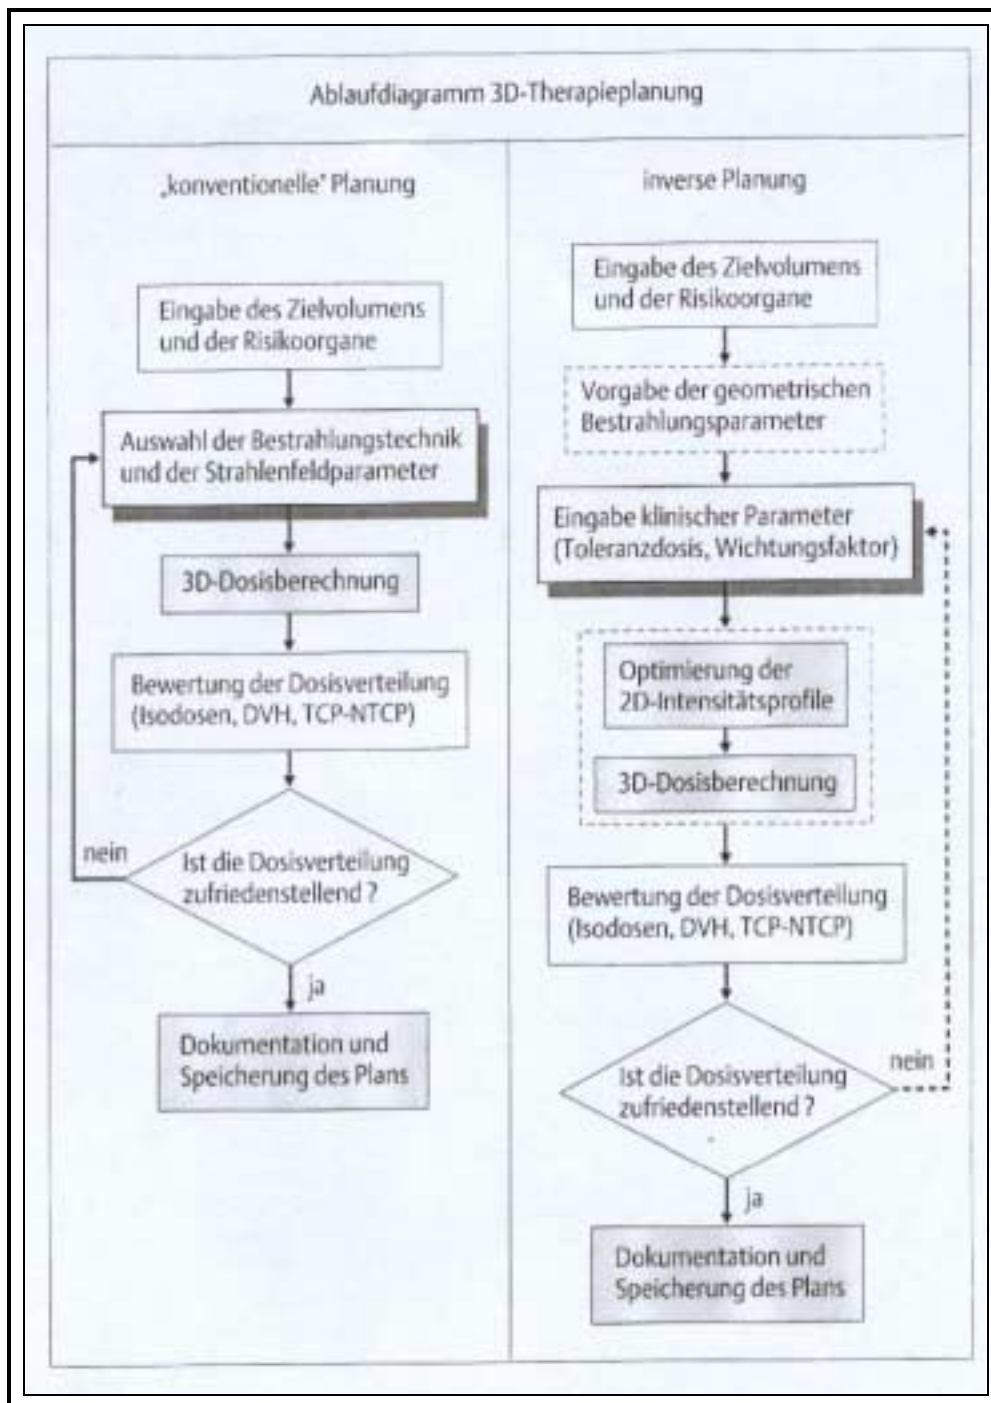 Ablaufdiagramm 3D-Therapieplanung
„konventionelle" Planung
Eingabe des Zielvolumens
und der Risikoorgane
Auswahl der Bestrahlungstechnik
und der Strahlenfeldparameter
3D-Dosisberechnung
Bewertung der Dosisverteilung
(Isodosen, DVH, TCP-NTCP)
nein
Ist die Dosisverteilung
zufriedenstellend ?
ja
Dokumentation und
Speicherung des Plans
inverse Planung
Eingabe des Zielvolumens
und der Risikoorgane
Vorgabe der geometrischen
Bestrahlungsparameter
Eingabe klinischer Parameter
(Toleranzdosis, Wichtungsfaktor)
Optimierung der
2D-Intensitätsprofile
3D-Dosisberechnung
Bewertung der Dosisverteilung
(Isodosen, DVH, TCP-NTCP)
nein
Ist die Dosisverteilung
zufriedenstellend ?
ja
Dokumentation und
Speicherung des Plans